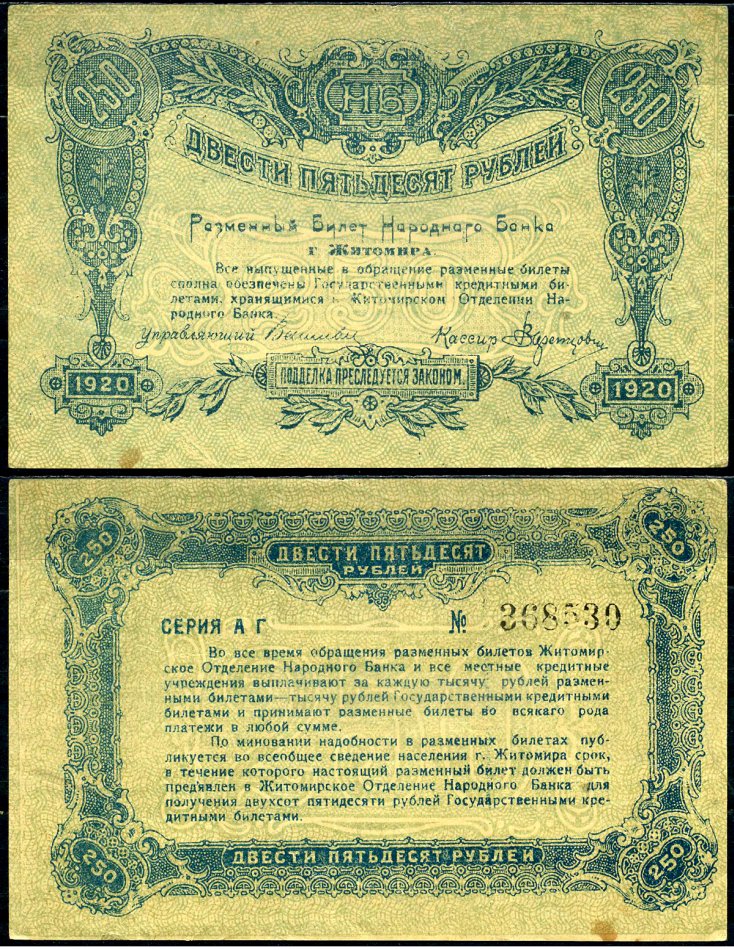 250 НБ 250
ДВЕСТИ ПЯТЬДЕСЯТ РУБЛЕЙ
Разменный Билет Народного Банка
г Житомира.
Все выпущенные в обращение разменные билеты
сполна обезпечены Государственными кредитными би-
летами, хранящимися в Житомирском Отделении На-
родного Банка.
Управляющий Кассир
1920 ПОДДЕЛКА ПРЕСЛЕДУЕТСЯ ЗАКОНОМ. 1920
250 250
ДВЕСТИ ПЯТЬДЕСЯТ
РУБЛЕЙ
СЕРИЯ А Г № 368530
Во все время обращения разменных билетов Житомир-
ское Отделение Народного Банка и все местные кредитные
учреждения выплачивают за каждую тысячу рублей размен-
ными билетами—тысячу рублей Государственными кредитными
билетами и принимают разменные билеты во всякаго рода
платежи в любой сумме.
По миновании надобности в разменных билетах пуб-
ликуется во всеобщее сведение населения г. Житомира срок,
в течение которого настоящий разменный билет должен быть
пред'явлен в Житомирское Отделение Народного Банка для
получения двухсот пятидесяти рублей Государственными кре-
дитными билетами.
250 250
ДВЕСТИ ПЯТЬДЕСЯТ РУБЛЕЙ